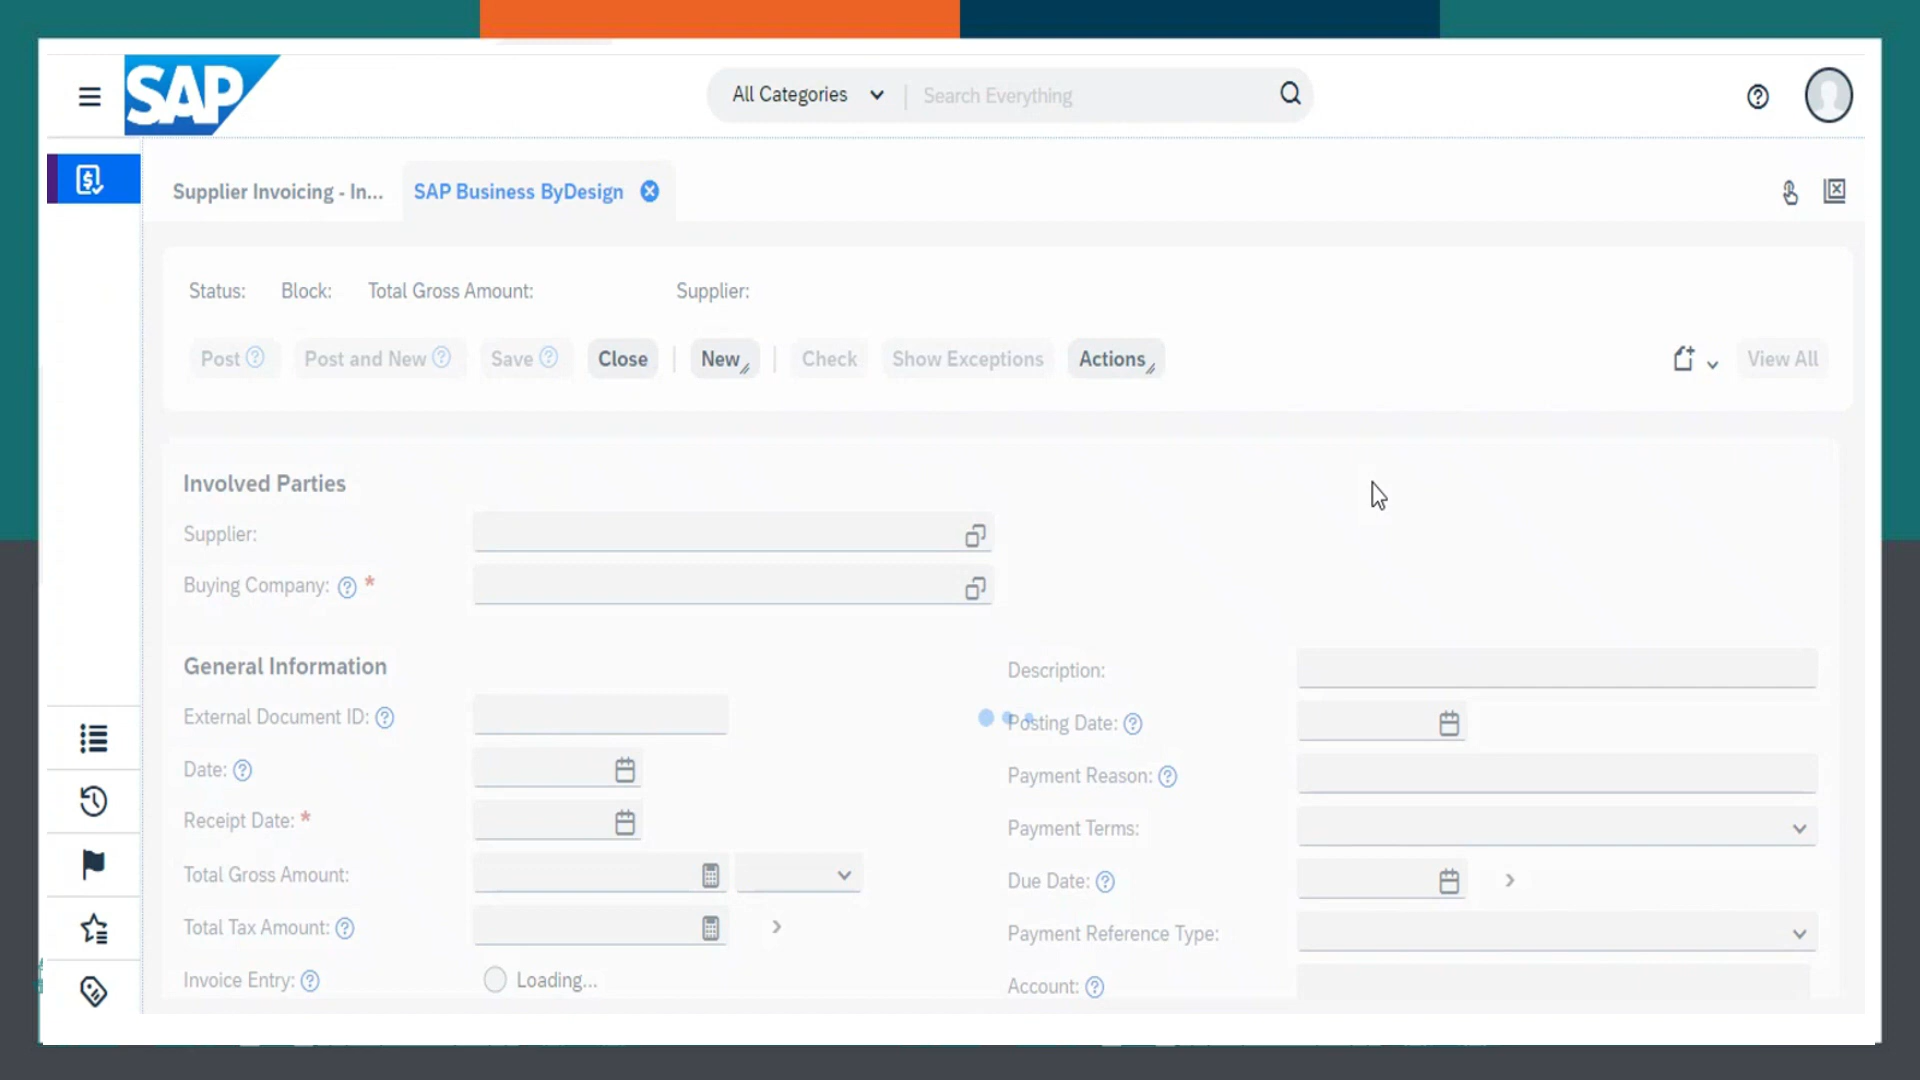 SAP
All Categories
Search Everything
Supplier Invoicing - In...
SAP Business ByDesign
Status: Block: Total Gross Amount: Supplier:
Post Post and New Save Close New Check Show Exceptions Actions View All
Involved Parties
Supplier:
Buying Company: *
General Information
External Document ID:
Date:
Receipt Date: *
Total Gross Amount:
Total Tax Amount:
Invoice Entry: Loading...
Description:
Posting Date:
Payment Reason:
Payment Terms:
Due Date:
Payment Reference Type:
Account: